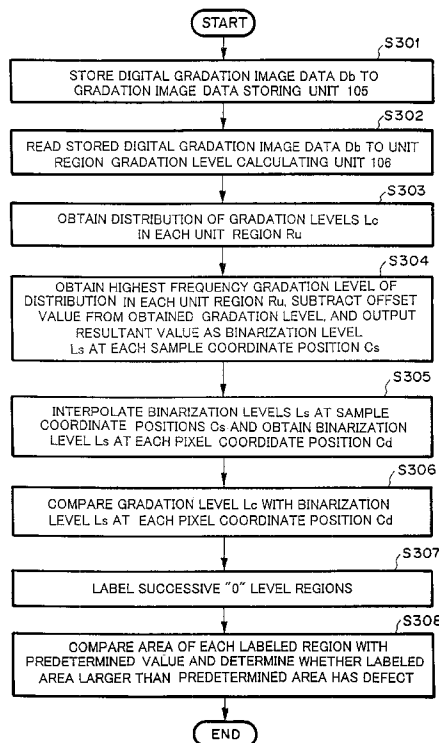 START
S301
STORE DIGITAL GRADATION IMAGE DATA Db TO
GRADATION IMAGE DATA STORING UNIT 105
S302
READ STORED DIGITAL GRADATION IMAGE DATA Db TO UNIT
REGION GRADATION LEVEL CALCULATING UNIT 106
S303
OBTAIN DISTRIBUTION OF GRADATION LEVELS Lc
IN EACH UNIT REGION Ru
S304
OBTAIN HIGHEST FREQUENCY GRADATION LEVEL OF
DISTRIBUTION IN EACH UNIT REGION Ru, SUBTRACT OFFSET
VALUE FROM OBTAINED GRADATION LEVEL, AND OUTPUT
RESULTANT VALUE AS BINARIZATION LEVEL
Ls AT EACH SAMPLE COORDINATE POSITION Cs
S305
INTERPOLATE BINARIZATION LEVELS Ls AT SAMPLE
COORDINATE POSITIONS Cs AND OBTAIN BINARIZATION
LEVEL Ls AT EACH PIXEL COORDIDATE POSITION Cd
S306
COMPARE GRADATION LEVEL Lc WITH BINARIZATION
LEVEL Ls AT EACH PIXEL COORDINATE POSITION Cd
S307
LABEL SUCCESSIVE "0" LEVEL REGIONS
S308
COMPARE AREA OF EACH LABELED REGION WITH
PREDETERMINED VALUE AND DETERMINE WHETHER LABELED
AREA LARGER THAN PREDETERMINED AREA HAS DEFECT
END